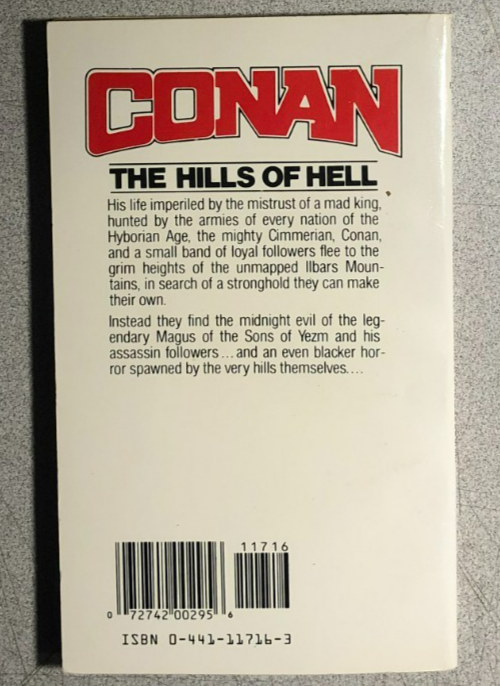 CONAN
THE HILLS OF HELL
His life imperiled by the mistrust of a mad king,
hunted by the armies of every nation of the
Hyborian Age, the mighty Cimmerian, Conan,
and a small band of loyal followers flee to the
grim heights of the unmapped Ilbars Moun-
tains, in search of a stronghold they can make
their own.
Instead they find the midnight evil of the leg-
endary Magus of the Sons of Yezm and his
assassin followers...and an even blacker hor-
ror spawned by the very hills themselves....
11716
0 72742 00295 6
ISBN 0-441-11716-3